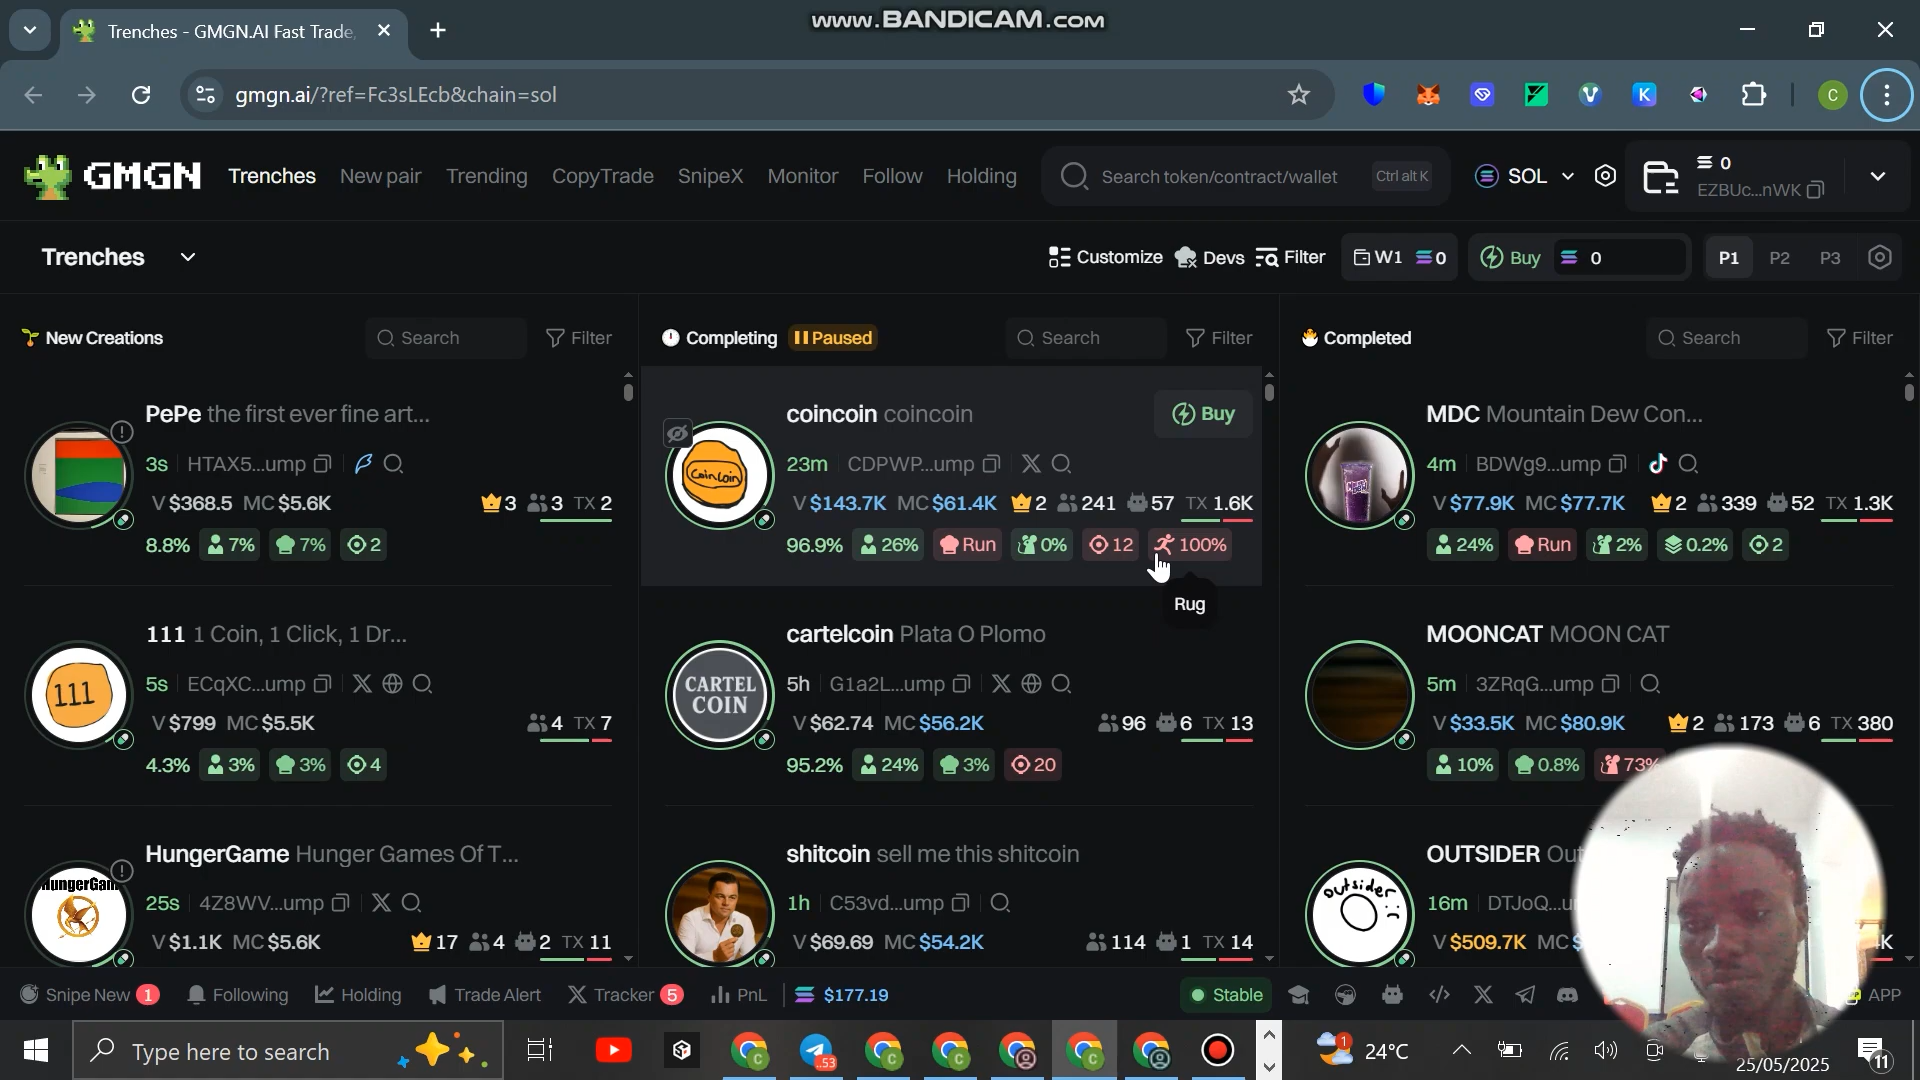 www.BANDICAM.com
Trenches - GMGN.AI Fast Trade,
gmgn.ai/?ref=Fc3sLEcb&chain=sol
C
GMGN
Trenches New pair Trending CopyTrade SnipeX Monitor Follow Holding
Search token/contract/wallet Ctrl alt K
SOL
0
EZBUc...nWK
Trenches
Customize Devs Filter W1 0 Buy 0 P1 P2 P3
New Creations Search Filter
PePe the first ever fine art...
3s HTAX5...ump
V $368.5 MC $5.6K 3 3 TX 2
8.8% 7% 7% 2
111 1 Coin, 1 Click, 1 Dr...
111
5s ECqXC...ump
V $799 MC $5.5K 4 TX 7
4.3% 3% 3% 4
HungerGame Hunger Games Of T...
25s 4Z8WV...ump
V $1.1K MC $5.6K 17 4 2 TX 11
Completing Paused Search Filter
coincoin coincoin Buy
CoinCoin
23m CDPWP...ump
V $143.7K MC $61.4K 2 241 57 TX 1.6K
96.9% 26% Run 0% 12 100%
Rug
cartelcoin Plata O Plomo
CARTEL
COIN
5h G1a2L...ump
V $62.74 MC $56.2K 96 6 TX 13
95.2% 24% 3% 20
shitcoin sell me this shitcoin
1h C53vd...ump
V $69.69 MC $54.2K 114 1 TX 14
Completed Search Filter
MDC Mountain Dew Con...
4m BDWg9...ump
V $77.9K MC $77.7K 2 339 52 TX 1.3K
24% Run 2% 0.2% 2
MOONCAT MOON CAT
5m 3ZRqG...ump
V $33.5K MC $80.9K 2 173 6 TX 380
10% 0.8% 73%
OUTSIDER
outsider
16m DTJoQ...u
V $509.7K MC K
Snipe New 1 Following Holding Trade Alert Tracker 5 PnL $177.19 Stable APP
Type here to search
.53
1
24°C
25/05/2025
11